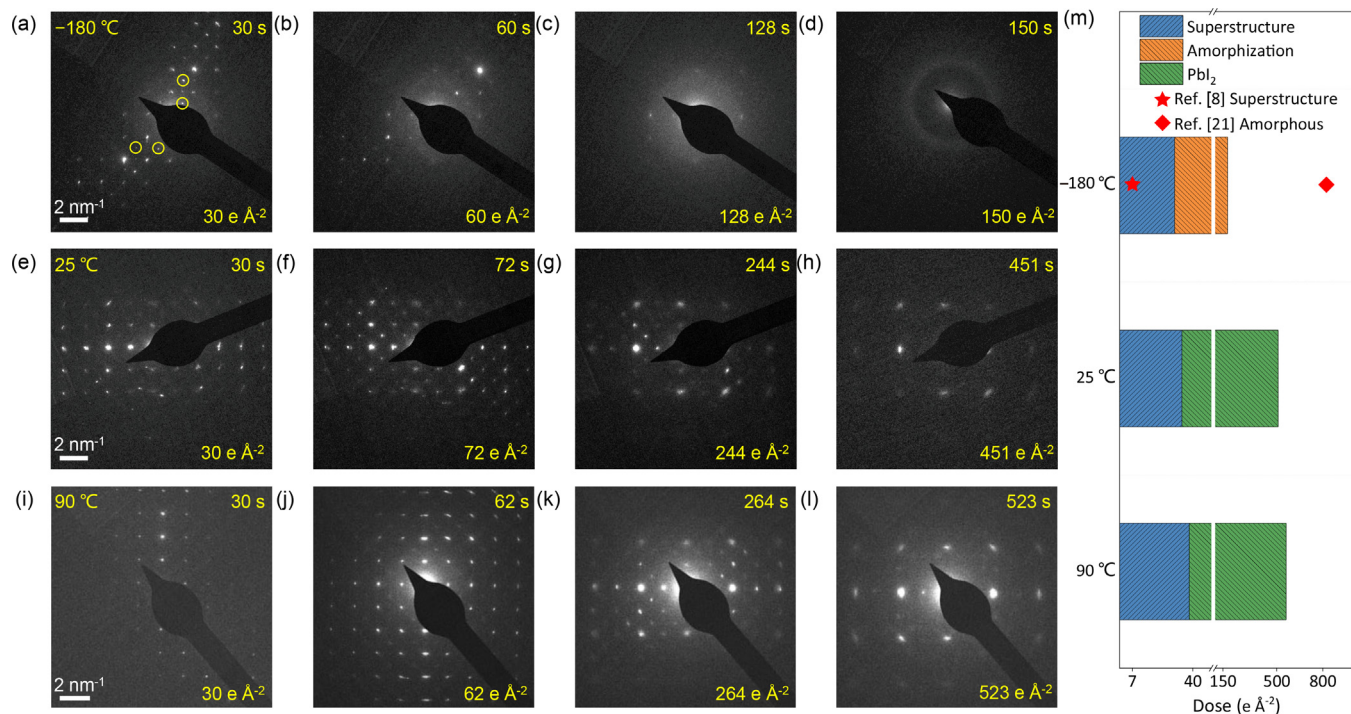 (a) −180 ℃ 30 s
2 nm⁻¹ 30 e Å⁻²
(b) 60 s
60 e Å⁻²
(c) 128 s
128 e Å⁻²
(d) 150 s
150 e Å⁻²
(e) 25 ℃ 30 s
2 nm⁻¹ 30 e Å⁻²
(f) 72 s
72 e Å⁻²
(g) 244 s
244 e Å⁻²
(h) 451 s
451 e Å⁻²
(i) 90 ℃ 30 s
2 nm⁻¹ 30 e Å⁻²
(j) 62 s
62 e Å⁻²
(k) 264 s
264 e Å⁻²
(l) 523 s
523 e Å⁻²
(m)
Superstructure
Amorphization
PbI₂
Ref. [8] Superstructure
Ref. [21] Amorphous
−180 ℃
25 ℃
90 ℃
7 40 150 500 800
Dose (e Å⁻²)